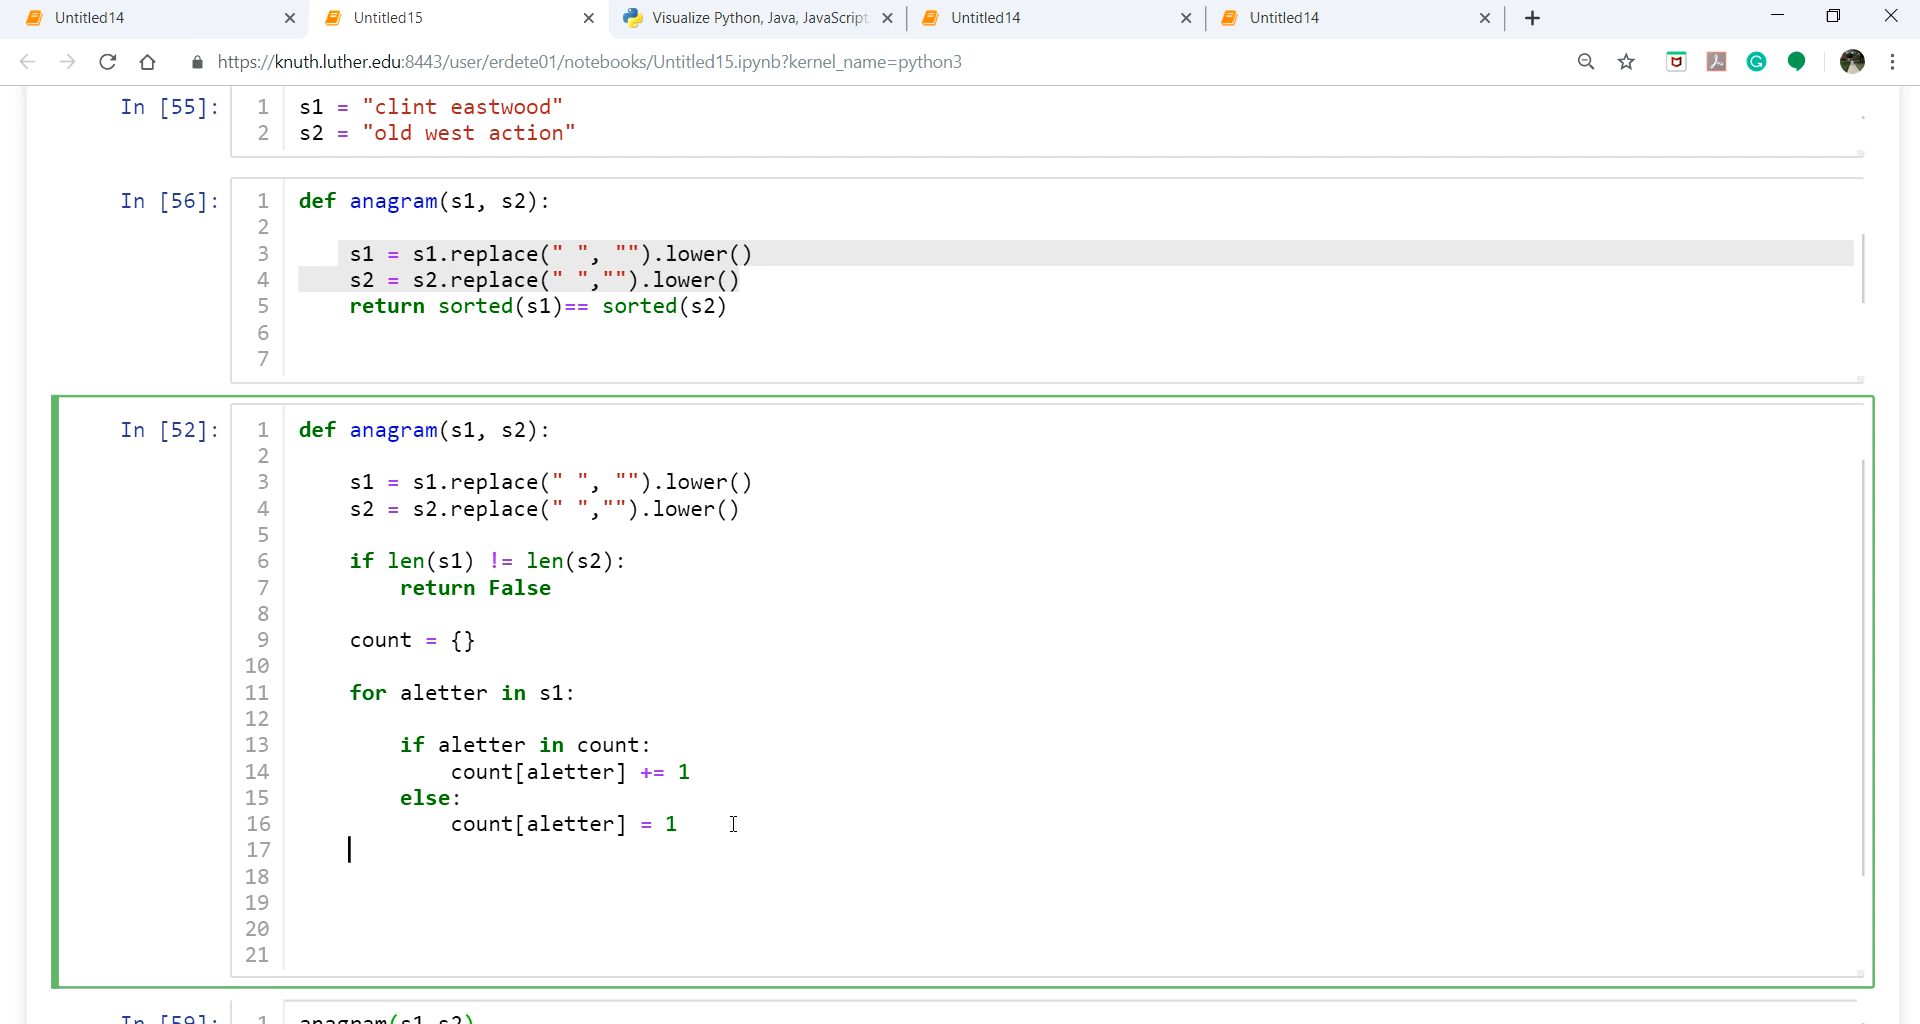 Untitled14
Untitled15
Visualize Python, Java, JavaScript
Untitled14
Untitled14
https://knuth.luther.edu:8443/user/erdete01/notebooks/Untitled15.ipynb?kernel_name=python3
In [55]:
1 s1 = "clint eastwood"
2 s2 = "old west action"
In [56]:
1 def anagram(s1, s2):
2
3 s1 = s1.replace(" ", "").lower()
4 s2 = s2.replace(" ","").lower()
5 return sorted(s1)== sorted(s2)
6
7
In [52]:
1 def anagram(s1, s2):
2
3 s1 = s1.replace(" ", "").lower()
4 s2 = s2.replace(" ","").lower()
5
6 if len(s1) != len(s2):
7 return False
8
9 count = {}
10
11 for aletter in s1:
12
13 if aletter in count:
14 count[aletter] += 1
15 else:
16 count[aletter] = 1
17
18
19
20
21
In [59]:
1 anagram(s1,s2)